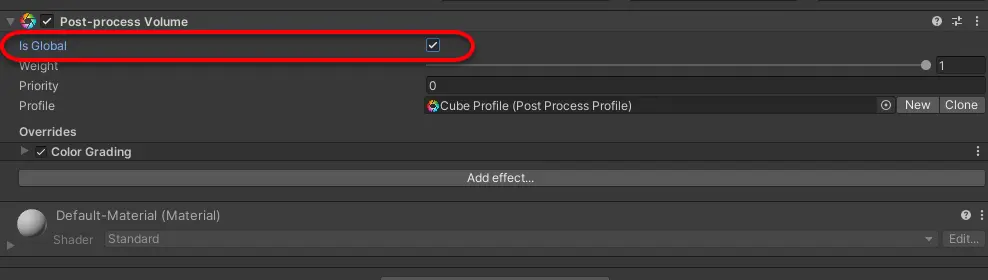 Post-process Volume
Is Global
Weight 1
Priority 0
Profile Cube Profile (Post Process Profile) New Clone
Overrides
Color Grading
Add effect...
Default-Material (Material)
Shader Standard Edit...